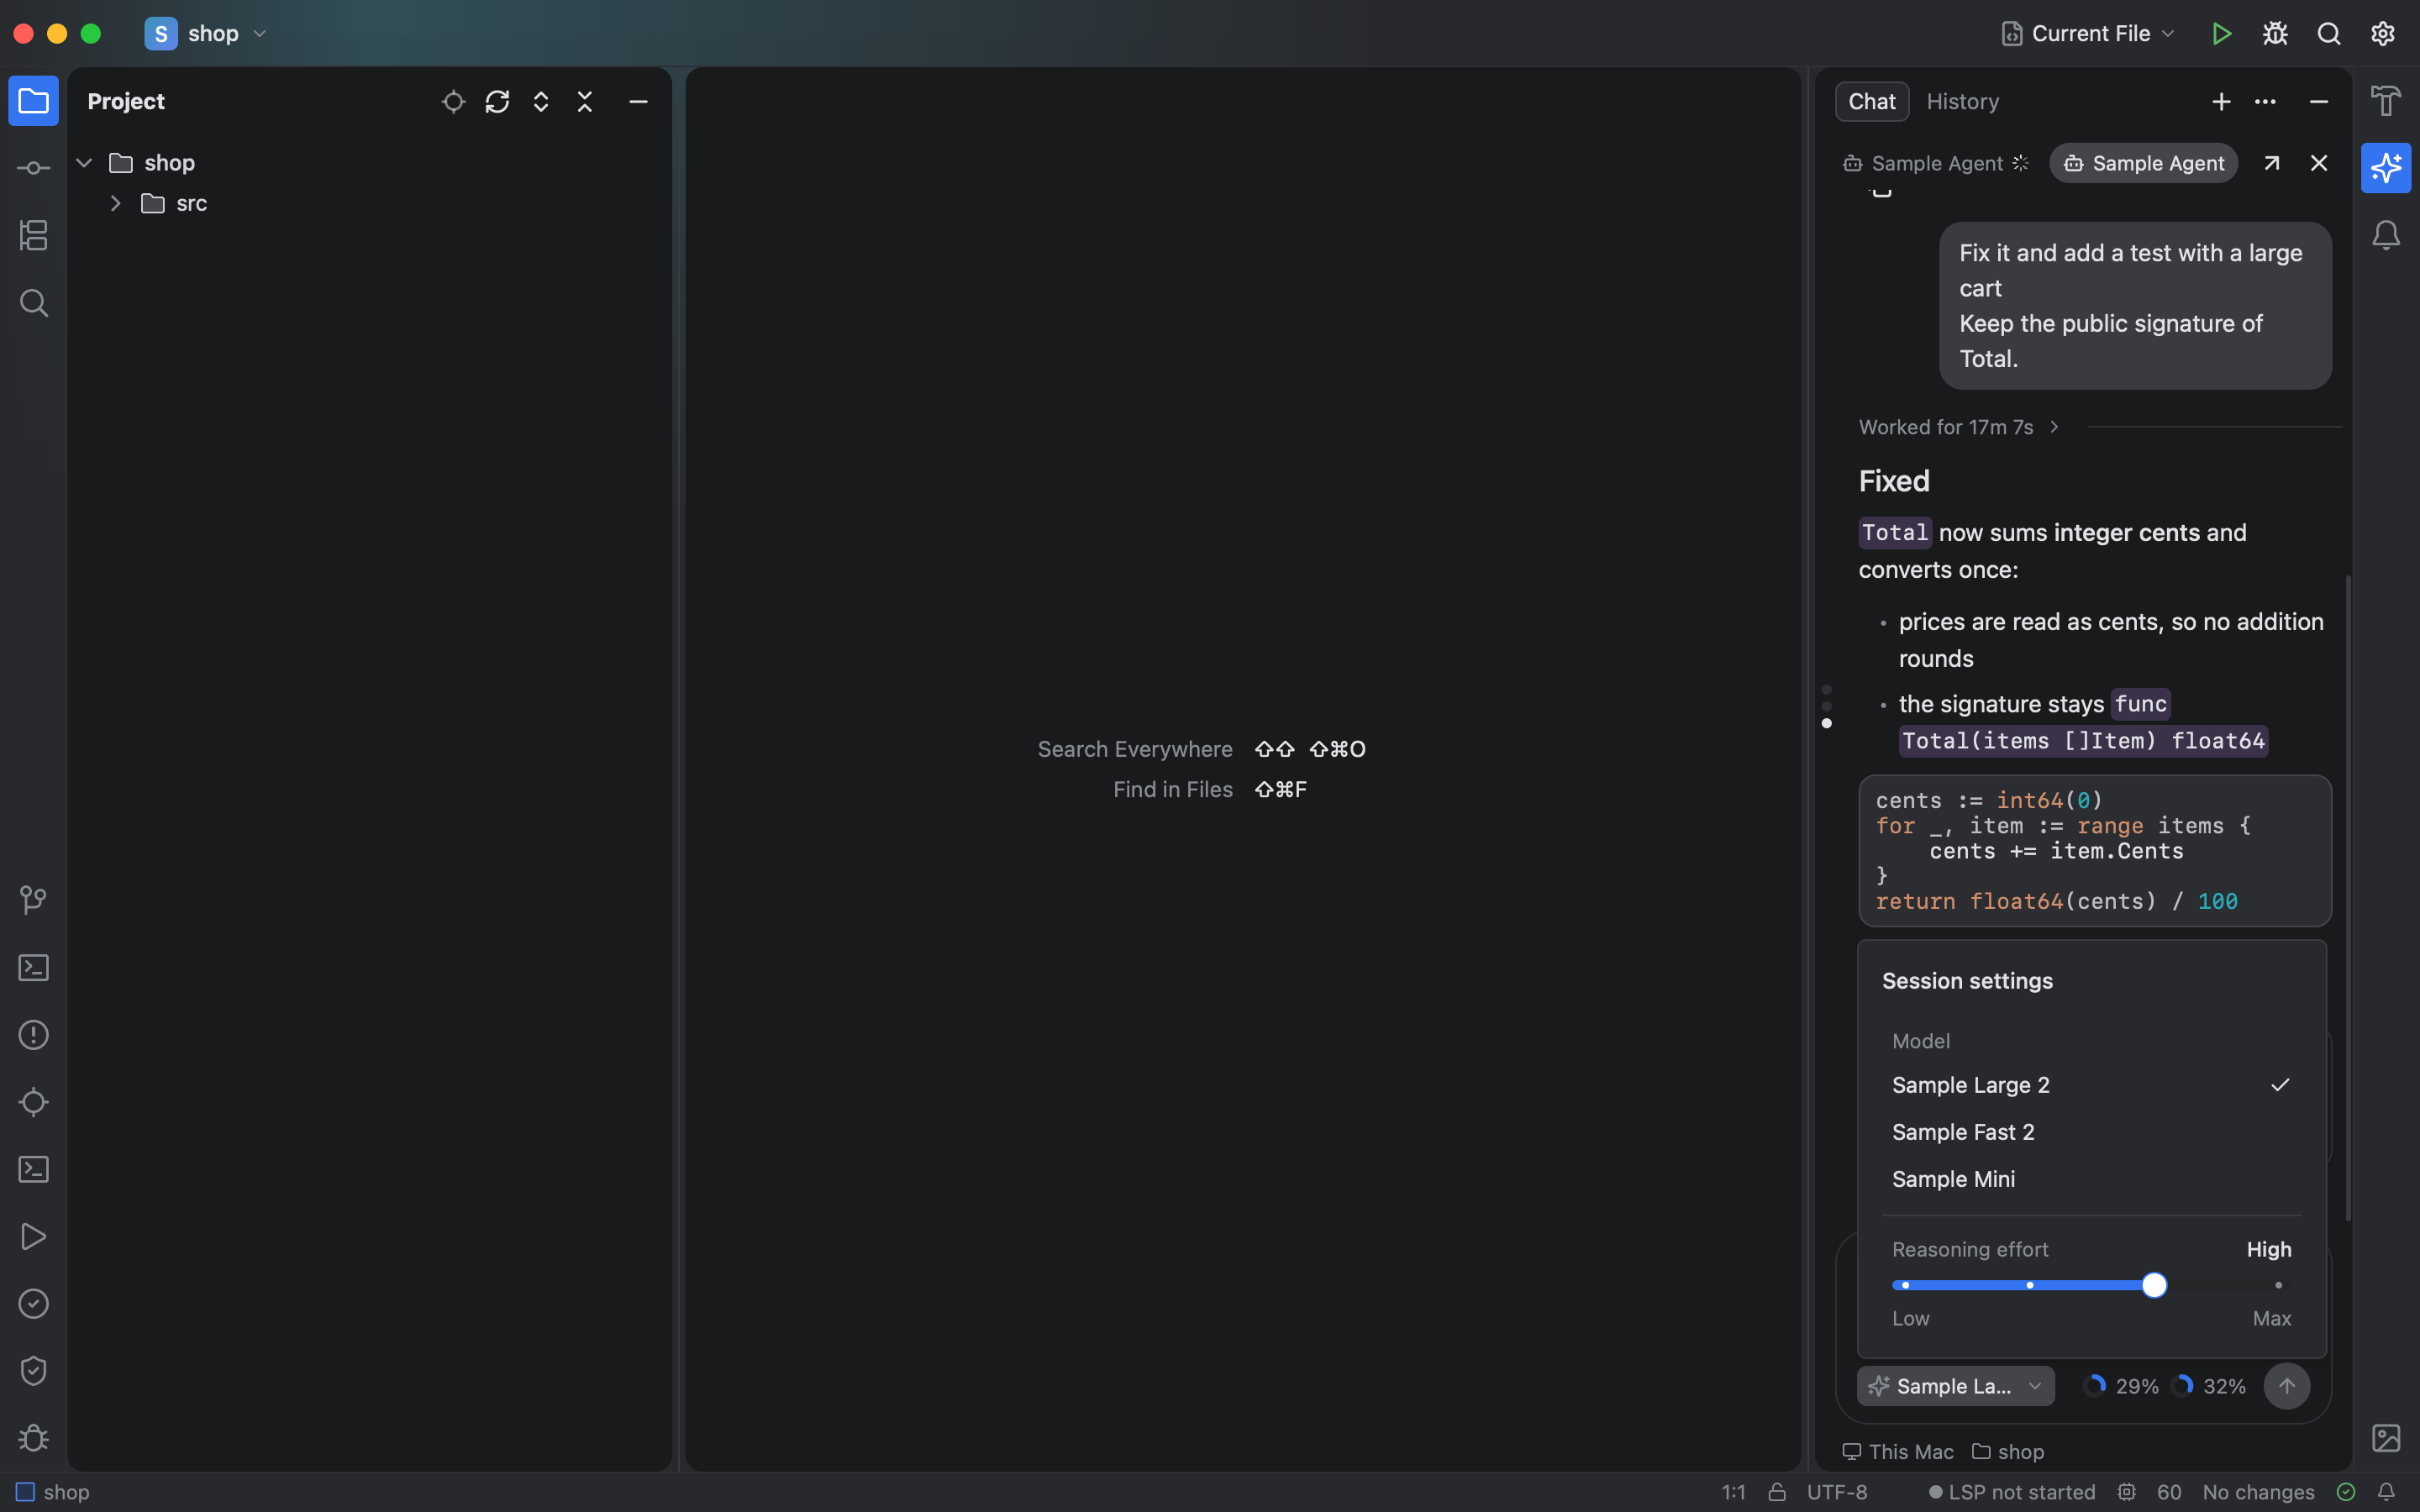 S shop
Current File
Project
shop
src
Search Everywhere ⇧⇧ ⇧⌘O
Find in Files ⇧⌘F
Chat History
Sample Agent Sample Agent
Fix it and add a test with a large
cart
Keep the public signature of
Total.
Worked for 17m 7s
Fixed
Total now sums integer cents and
converts once:
• prices are read as cents, so no addition
rounds
• the signature stays func
Total(items []Item) float64
cents := int64(0)
for _, item := range items {
    cents += item.Cents
}
return float64(cents) / 100
Session settings
Model
Sample Large 2
Sample Fast 2
Sample Mini
Reasoning effort High
Low Max
Sample La... 29% 32%
This Mac shop
shop 1:1 UTF-8 LSP not started 60 No changes